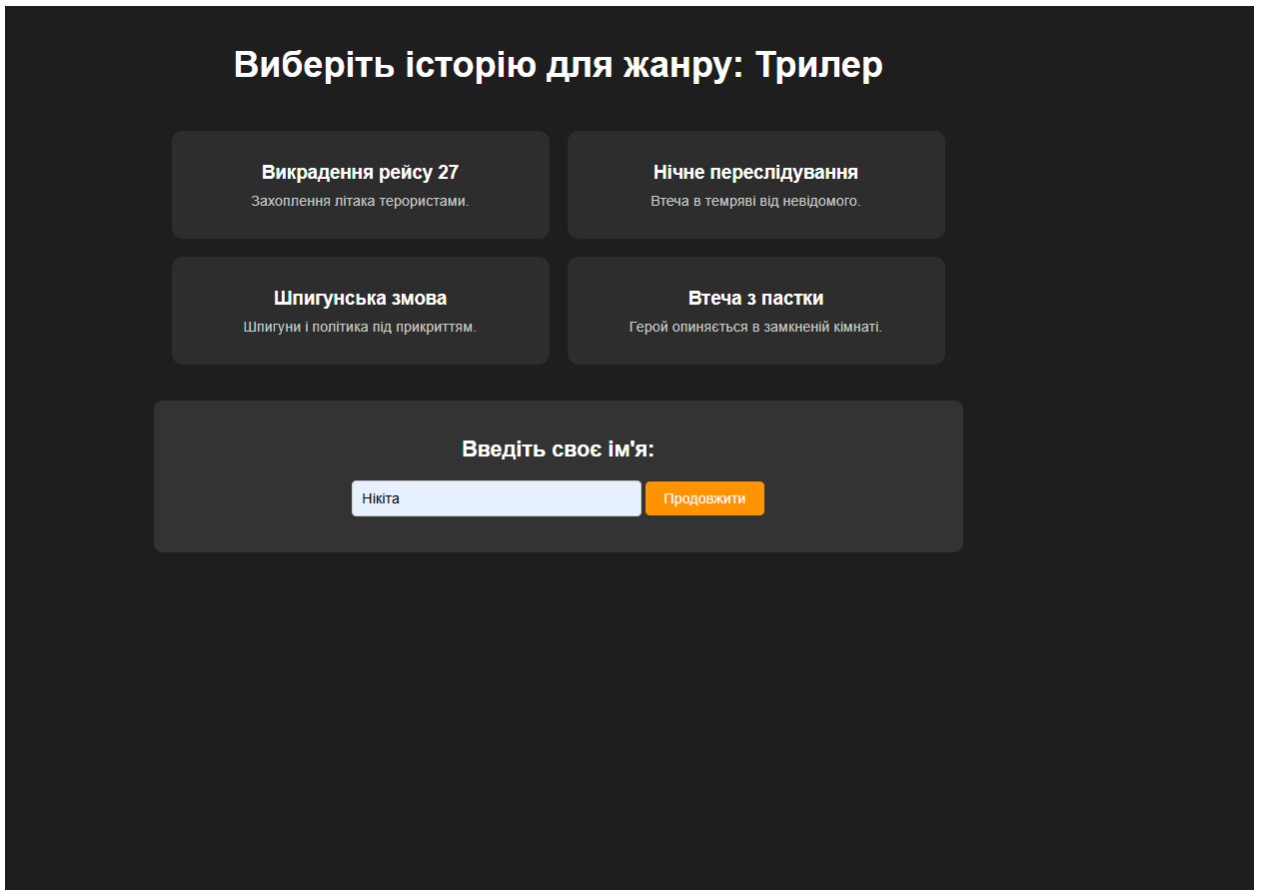 Виберіть історію для жанру: Трилер
Викрадення рейсу 27
Захоплення літака терористами.
Нічне переслідування
Втеча в темряві від невідомого.
Шпигунська змова
Шпигуни і політика під прикриттям.
Втеча з пастки
Герой опиняється в замкненій кімнаті.
Введіть своє ім'я:
Нікіта
Продовжити